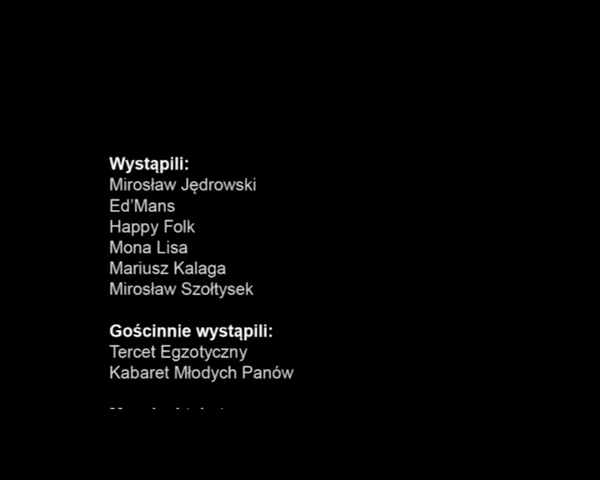 Wystąpili:
Mirosław Jędrowski
Ed'Mans
Happy Folk
Mona Lisa
Mariusz Kalaga
Mirosław Szołtysek
Gościnnie wystąpili:
Tercet Egzotyczny
Kabaret Młodych Panów